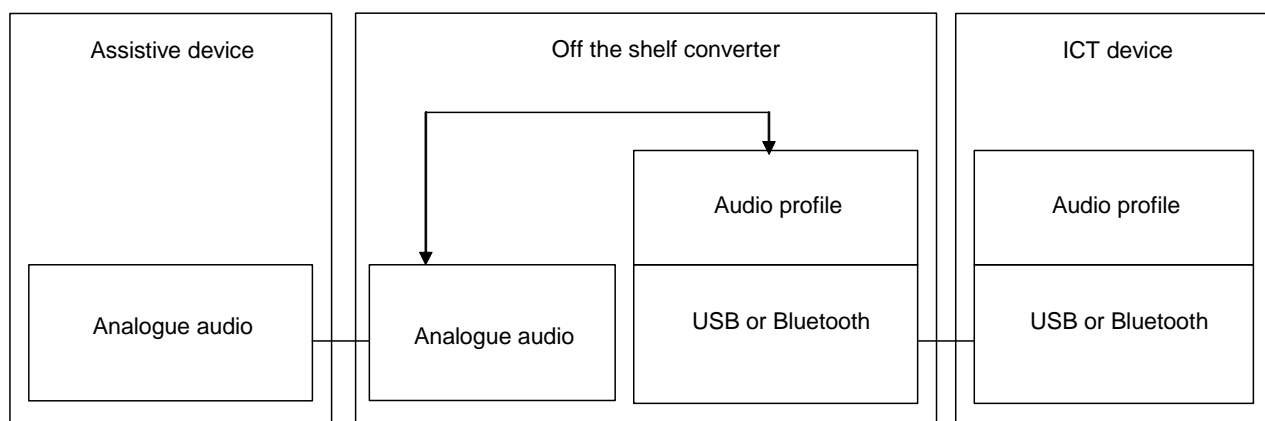 Assistive device
Off the shelf converter
ICT device
Audio profile
Audio profile
Analogue audio
Analogue audio
USB or Bluetooth
USB or Bluetooth